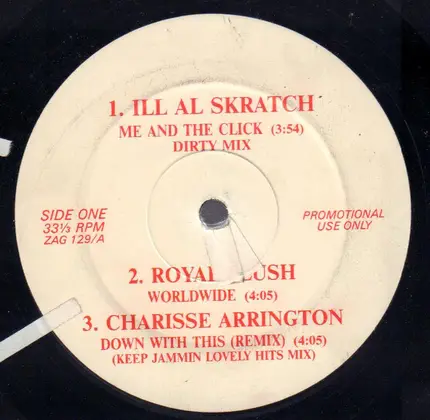 1. ILL AL SKRATCH
ME AND THE CLICK (3:54)
DIRTY MIX
SIDE ONE
33⅓ RPM
ZAG 129/A
PROMOTIONAL
USE ONLY
2. ROYAL FLUSH
WORLDWIDE (4:05)
3. CHARISSE ARRINGTON
DOWN WITH THIS (REMIX) (4:05)
(KEEP JAMMIN LOVELY HITS MIX)